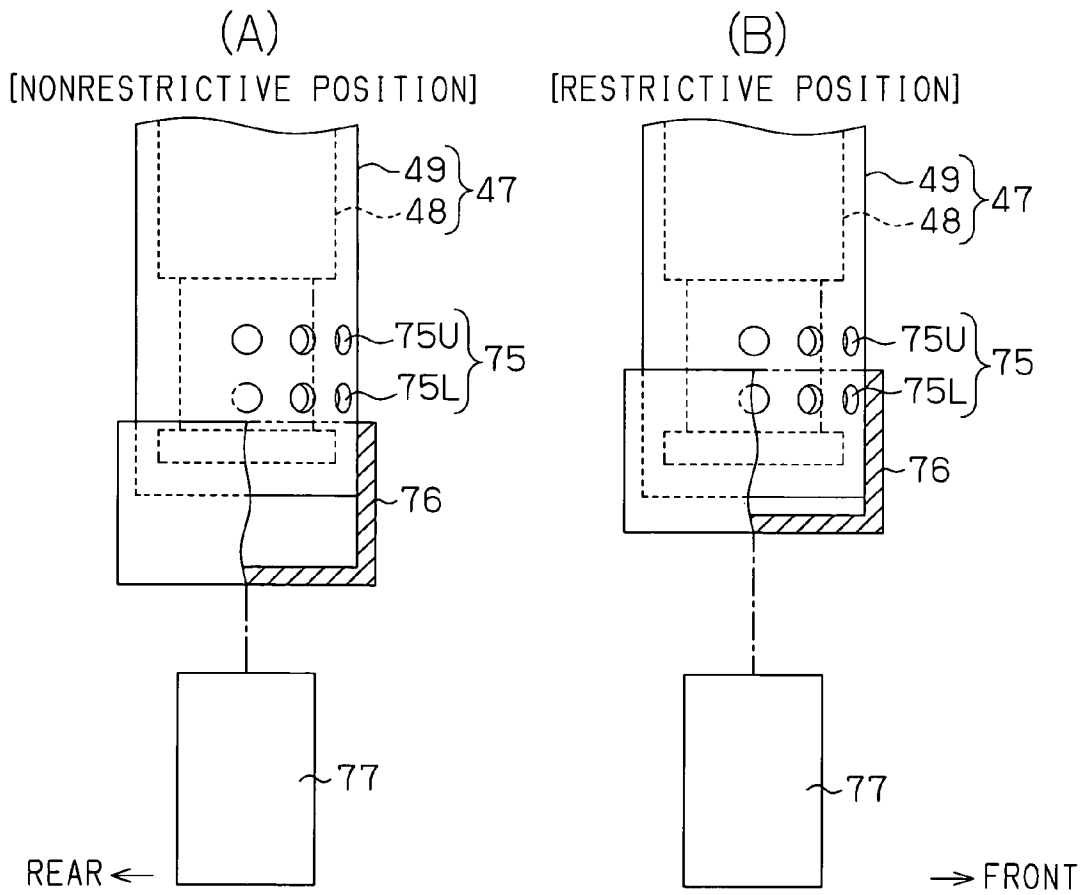 (A)
[NONRESTRICTIVE POSITION]
49
48
47
75U
75L
75
76
77
REAR
(B)
[RESTRICTIVE POSITION]
49
48
47
75U
75L
75
76
77
FRONT